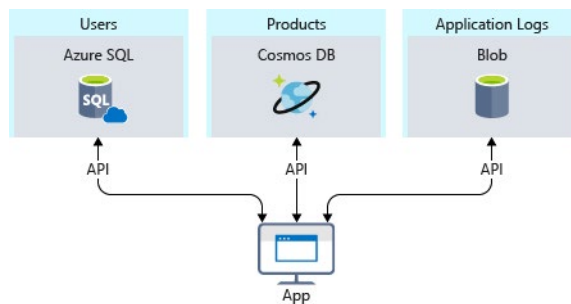 Users
Products
Application Logs
Azure SQL
Cosmos DB
Blob
SQL
API
API
API
App